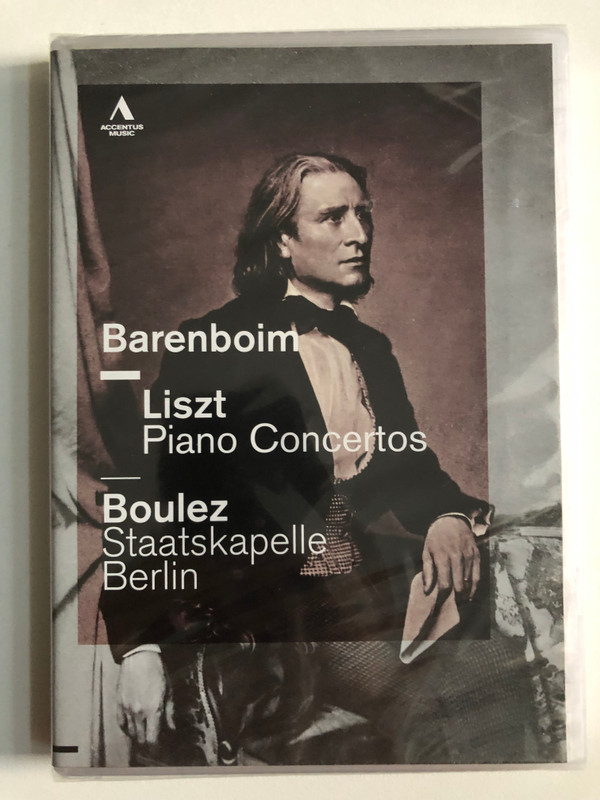 ACCENTUS
MUSIC
Barenboim
Liszt
Piano Concertos
Boulez
Staatskapelle
Berlin